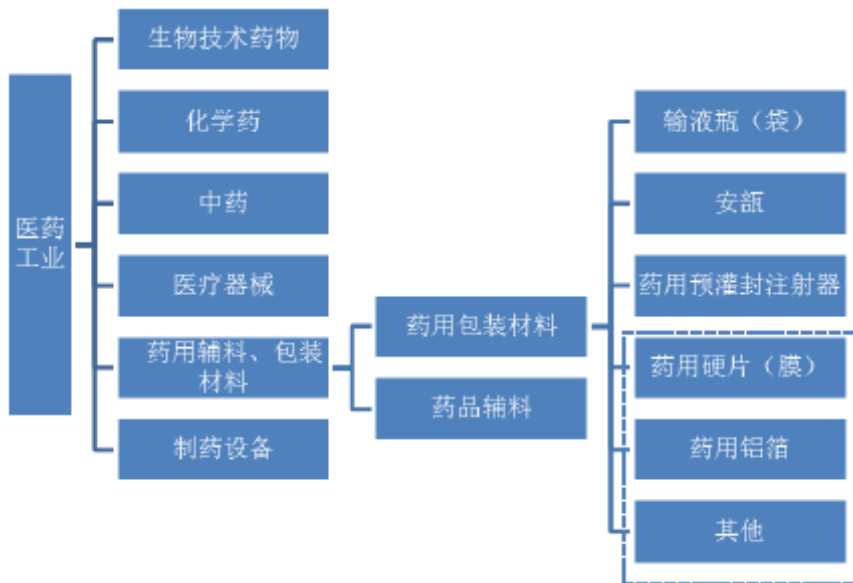 医药
工业
生物技术药物
化学药
中药
医疗器械
药用辅料、包装
材料
制药设备
药用包装材料
药品辅料
输液瓶（袋）
安瓿
药用预灌封注射器
药用硬片（膜）
药用铝箔
其他